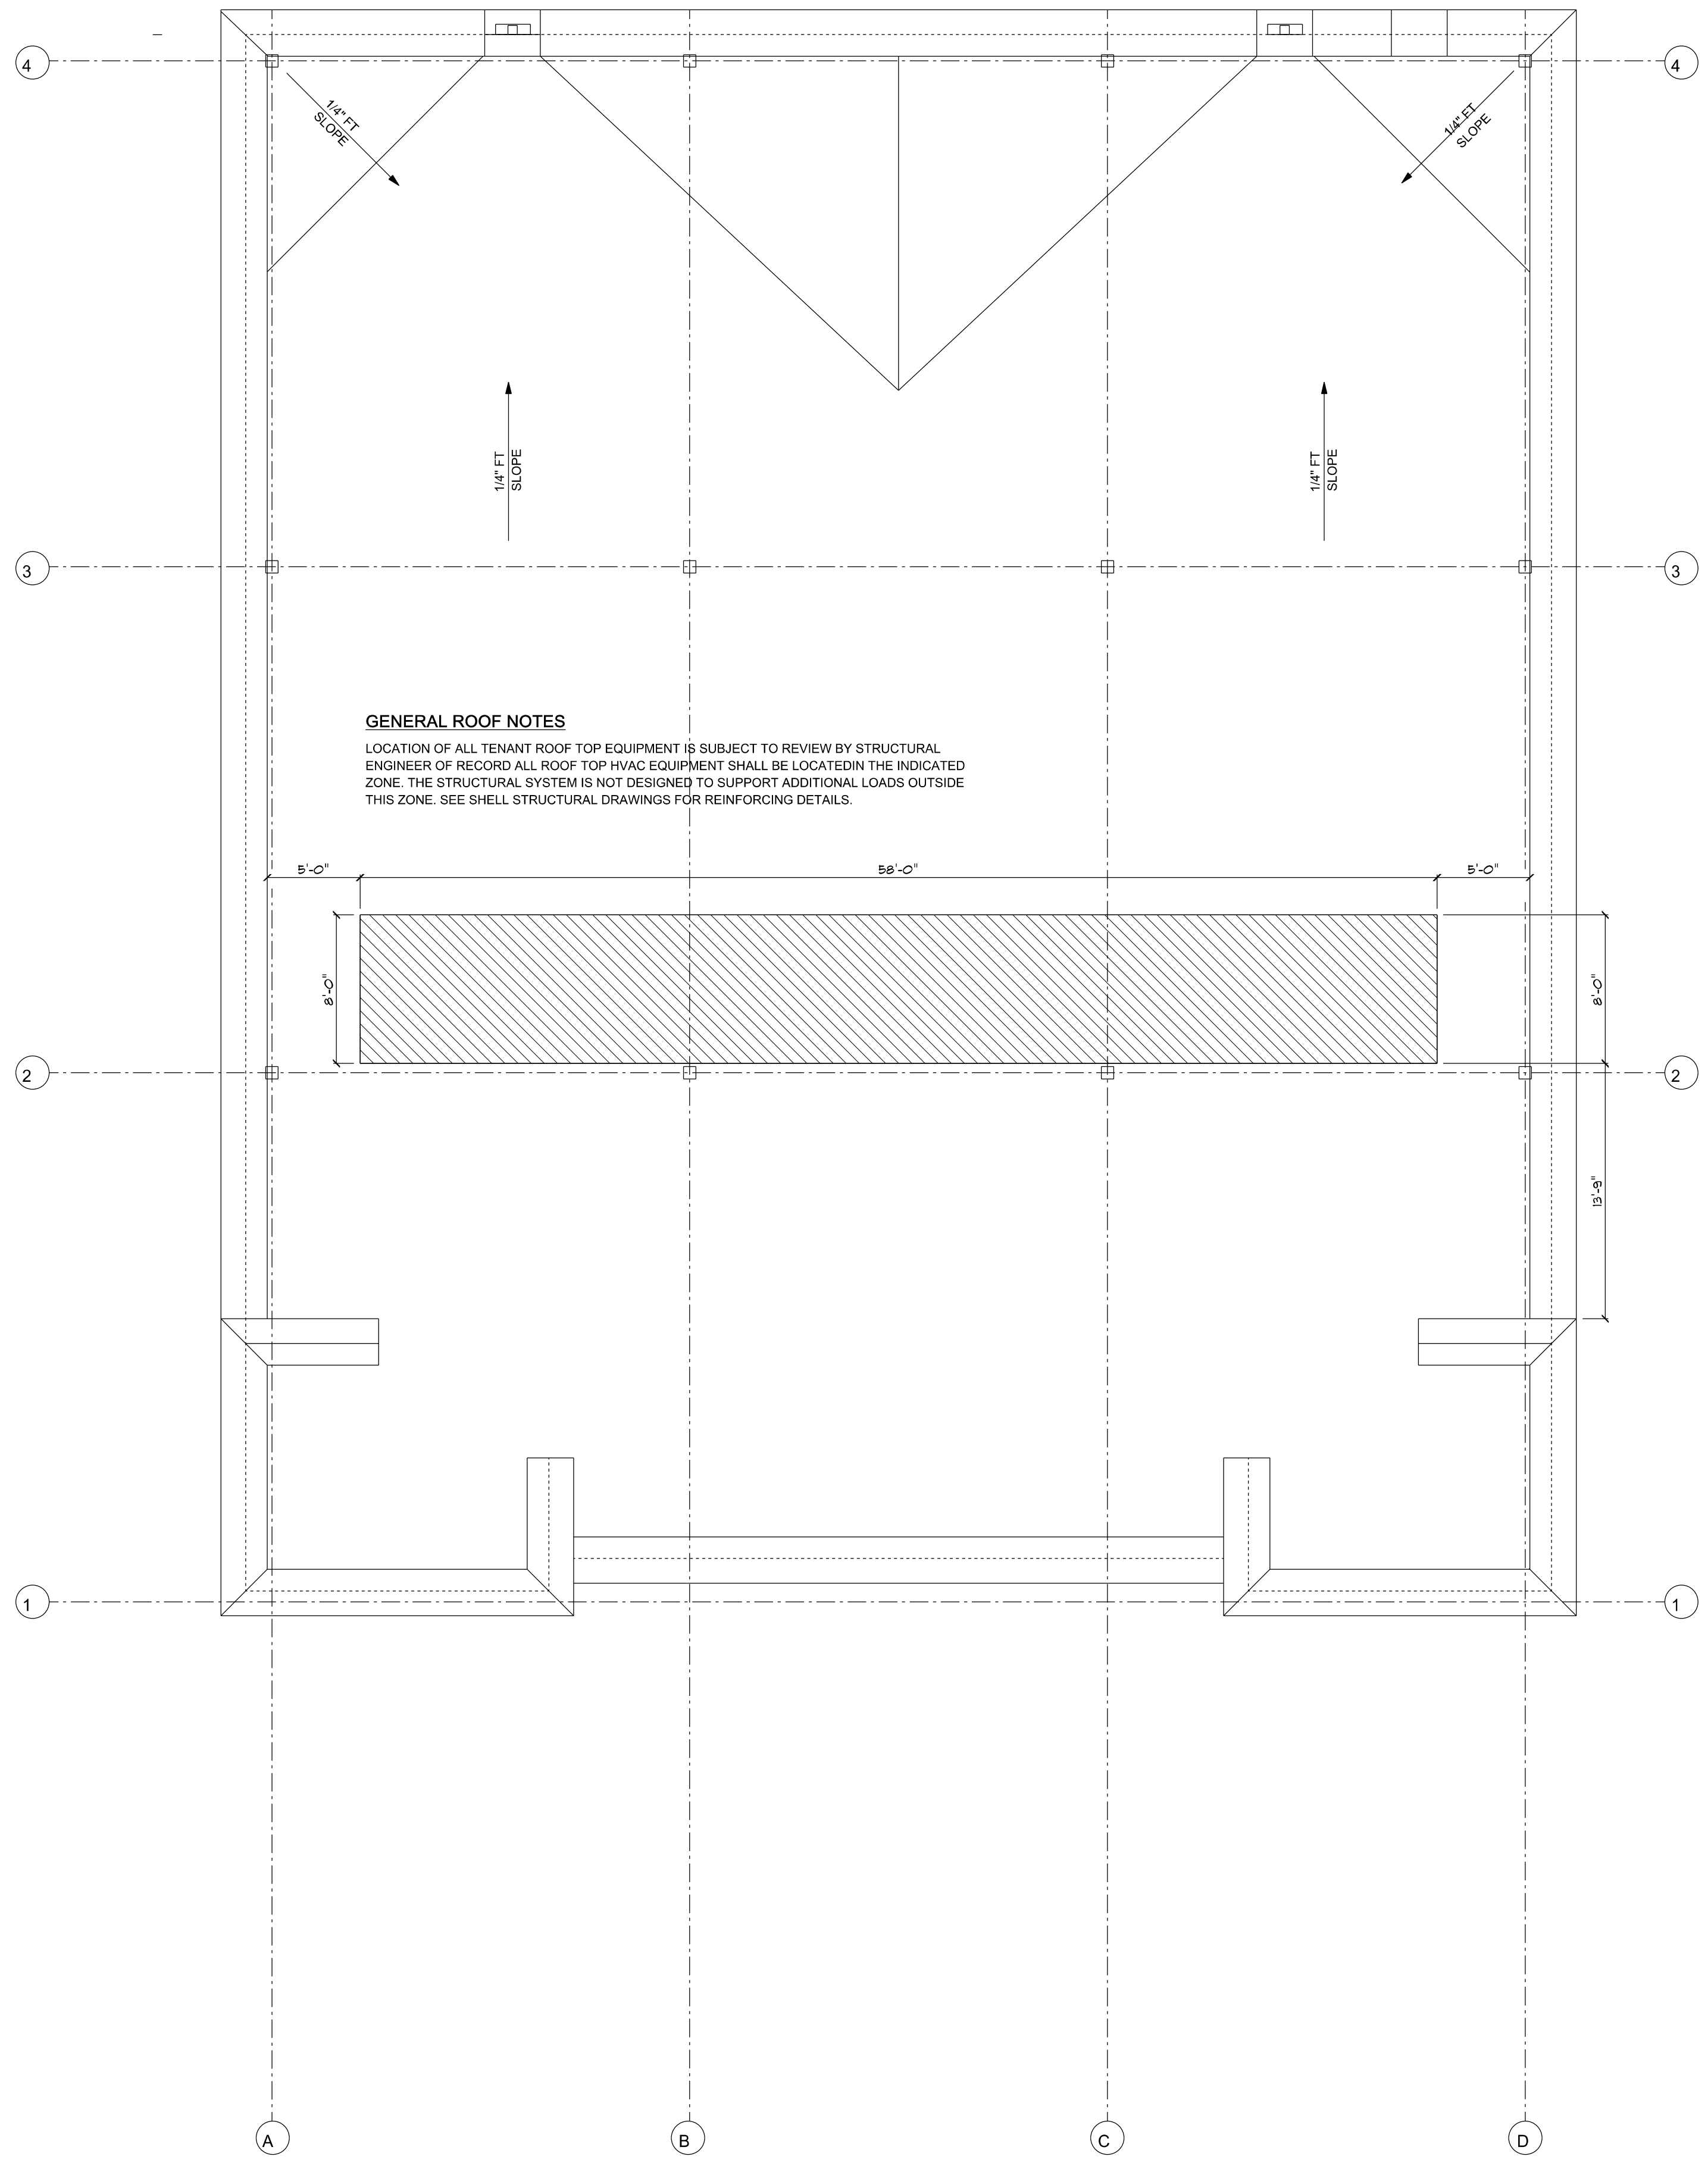 4
4
1/4" FT
SLOPE
1/4" FT
SLOPE
1/4" FT
SLOPE
1/4" FT
SLOPE
3
3
GENERAL ROOF NOTES
LOCATION OF ALL TENANT ROOF TOP EQUIPMENT IS SUBJECT TO REVIEW BY STRUCTURAL
ENGINEER OF RECORD ALL ROOF TOP HVAC EQUIPMENT SHALL BE LOCATEDIN THE INDICATED
ZONE. THE STRUCTURAL SYSTEM IS NOT DESIGNED TO SUPPORT ADDITIONAL LOADS OUTSIDE
THIS ZONE. SEE SHELL STRUCTURAL DRAWINGS FOR REINFORCING DETAILS.
5'-0"
58'-0"
5'-0"
8'-0"
8'-0"
2
2
13'-9"
1
1
A
B
C
D